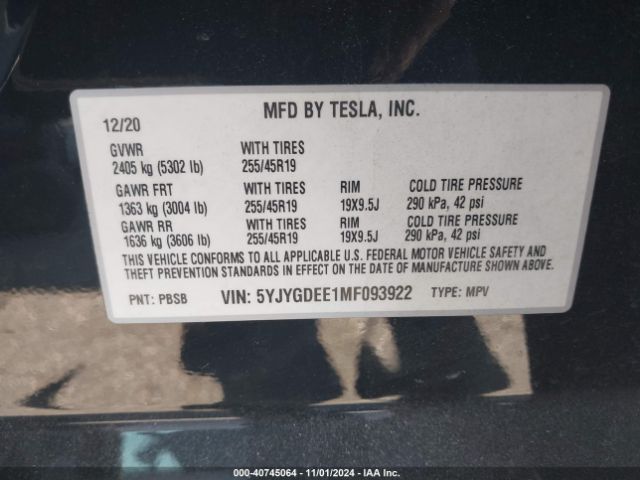 MFD BY TESLA, INC.
12/20
GVWR WITH TIRES
2405 kg (5302 lb) 255/45R19
GAWR FRT WITH TIRES RIM COLD TIRE PRESSURE
1363 kg (3004 lb) 255/45R19 19X9.5J 290 kPa, 42 psi
GAWR RR WITH TIRES RIM COLD TIRE PRESSURE
1636 kg (3606 lb) 255/45R19 19X9.5J 290 kPa, 42 psi
THIS VEHICLE CONFORMS TO ALL APPLICABLE U.S. FEDERAL MOTOR VEHICLE SAFETY AND
THEFT PREVENTION STANDARDS IN EFFECT ON THE DATE OF MANUFACTURE SHOWN ABOVE.
PNT: PBSB VIN: 5YJYGDEE1MF093922 TYPE: MPV
000-40745064 - 11/01/2024 - IAA Inc.